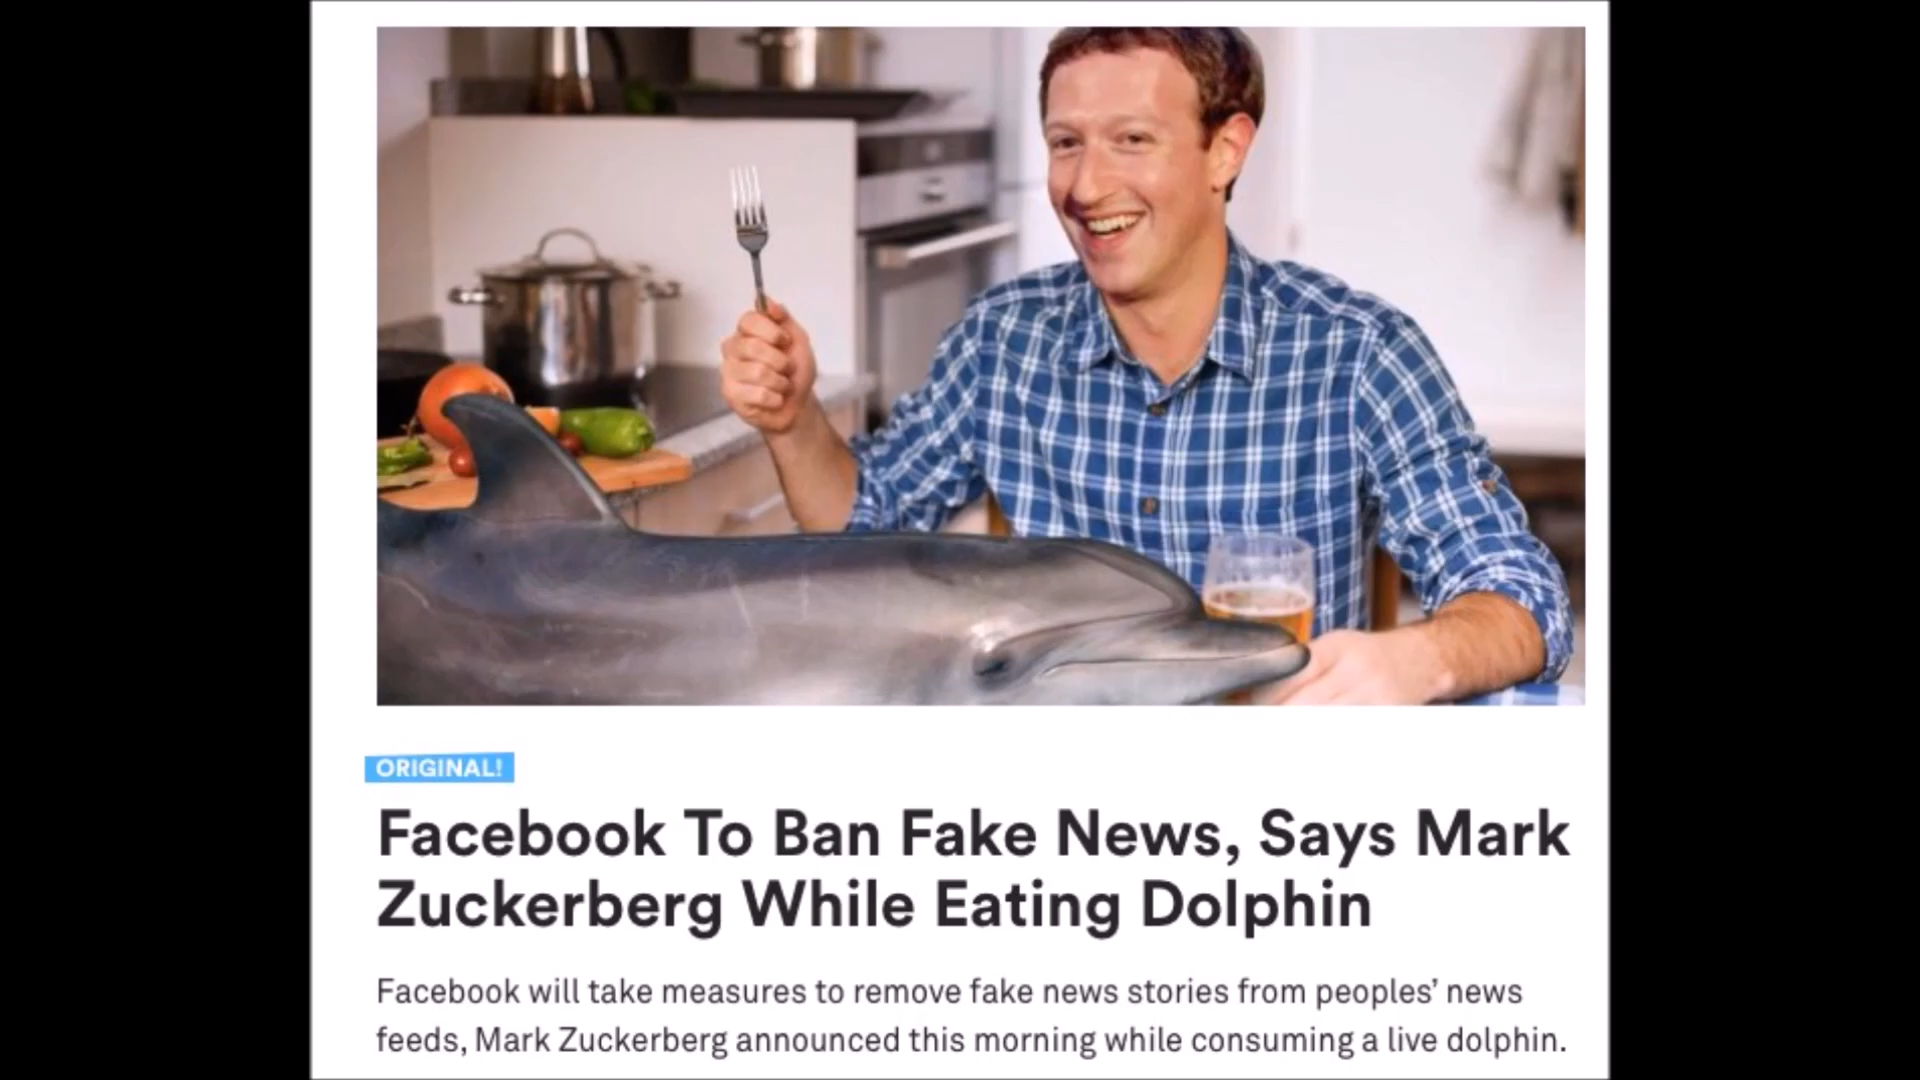 ORIGINAL!
Facebook To Ban Fake News, Says Mark
Zuckerberg While Eating Dolphin
Facebook will take measures to remove fake news stories from peoples’ news
feeds, Mark Zuckerberg announced this morning while consuming a live dolphin.